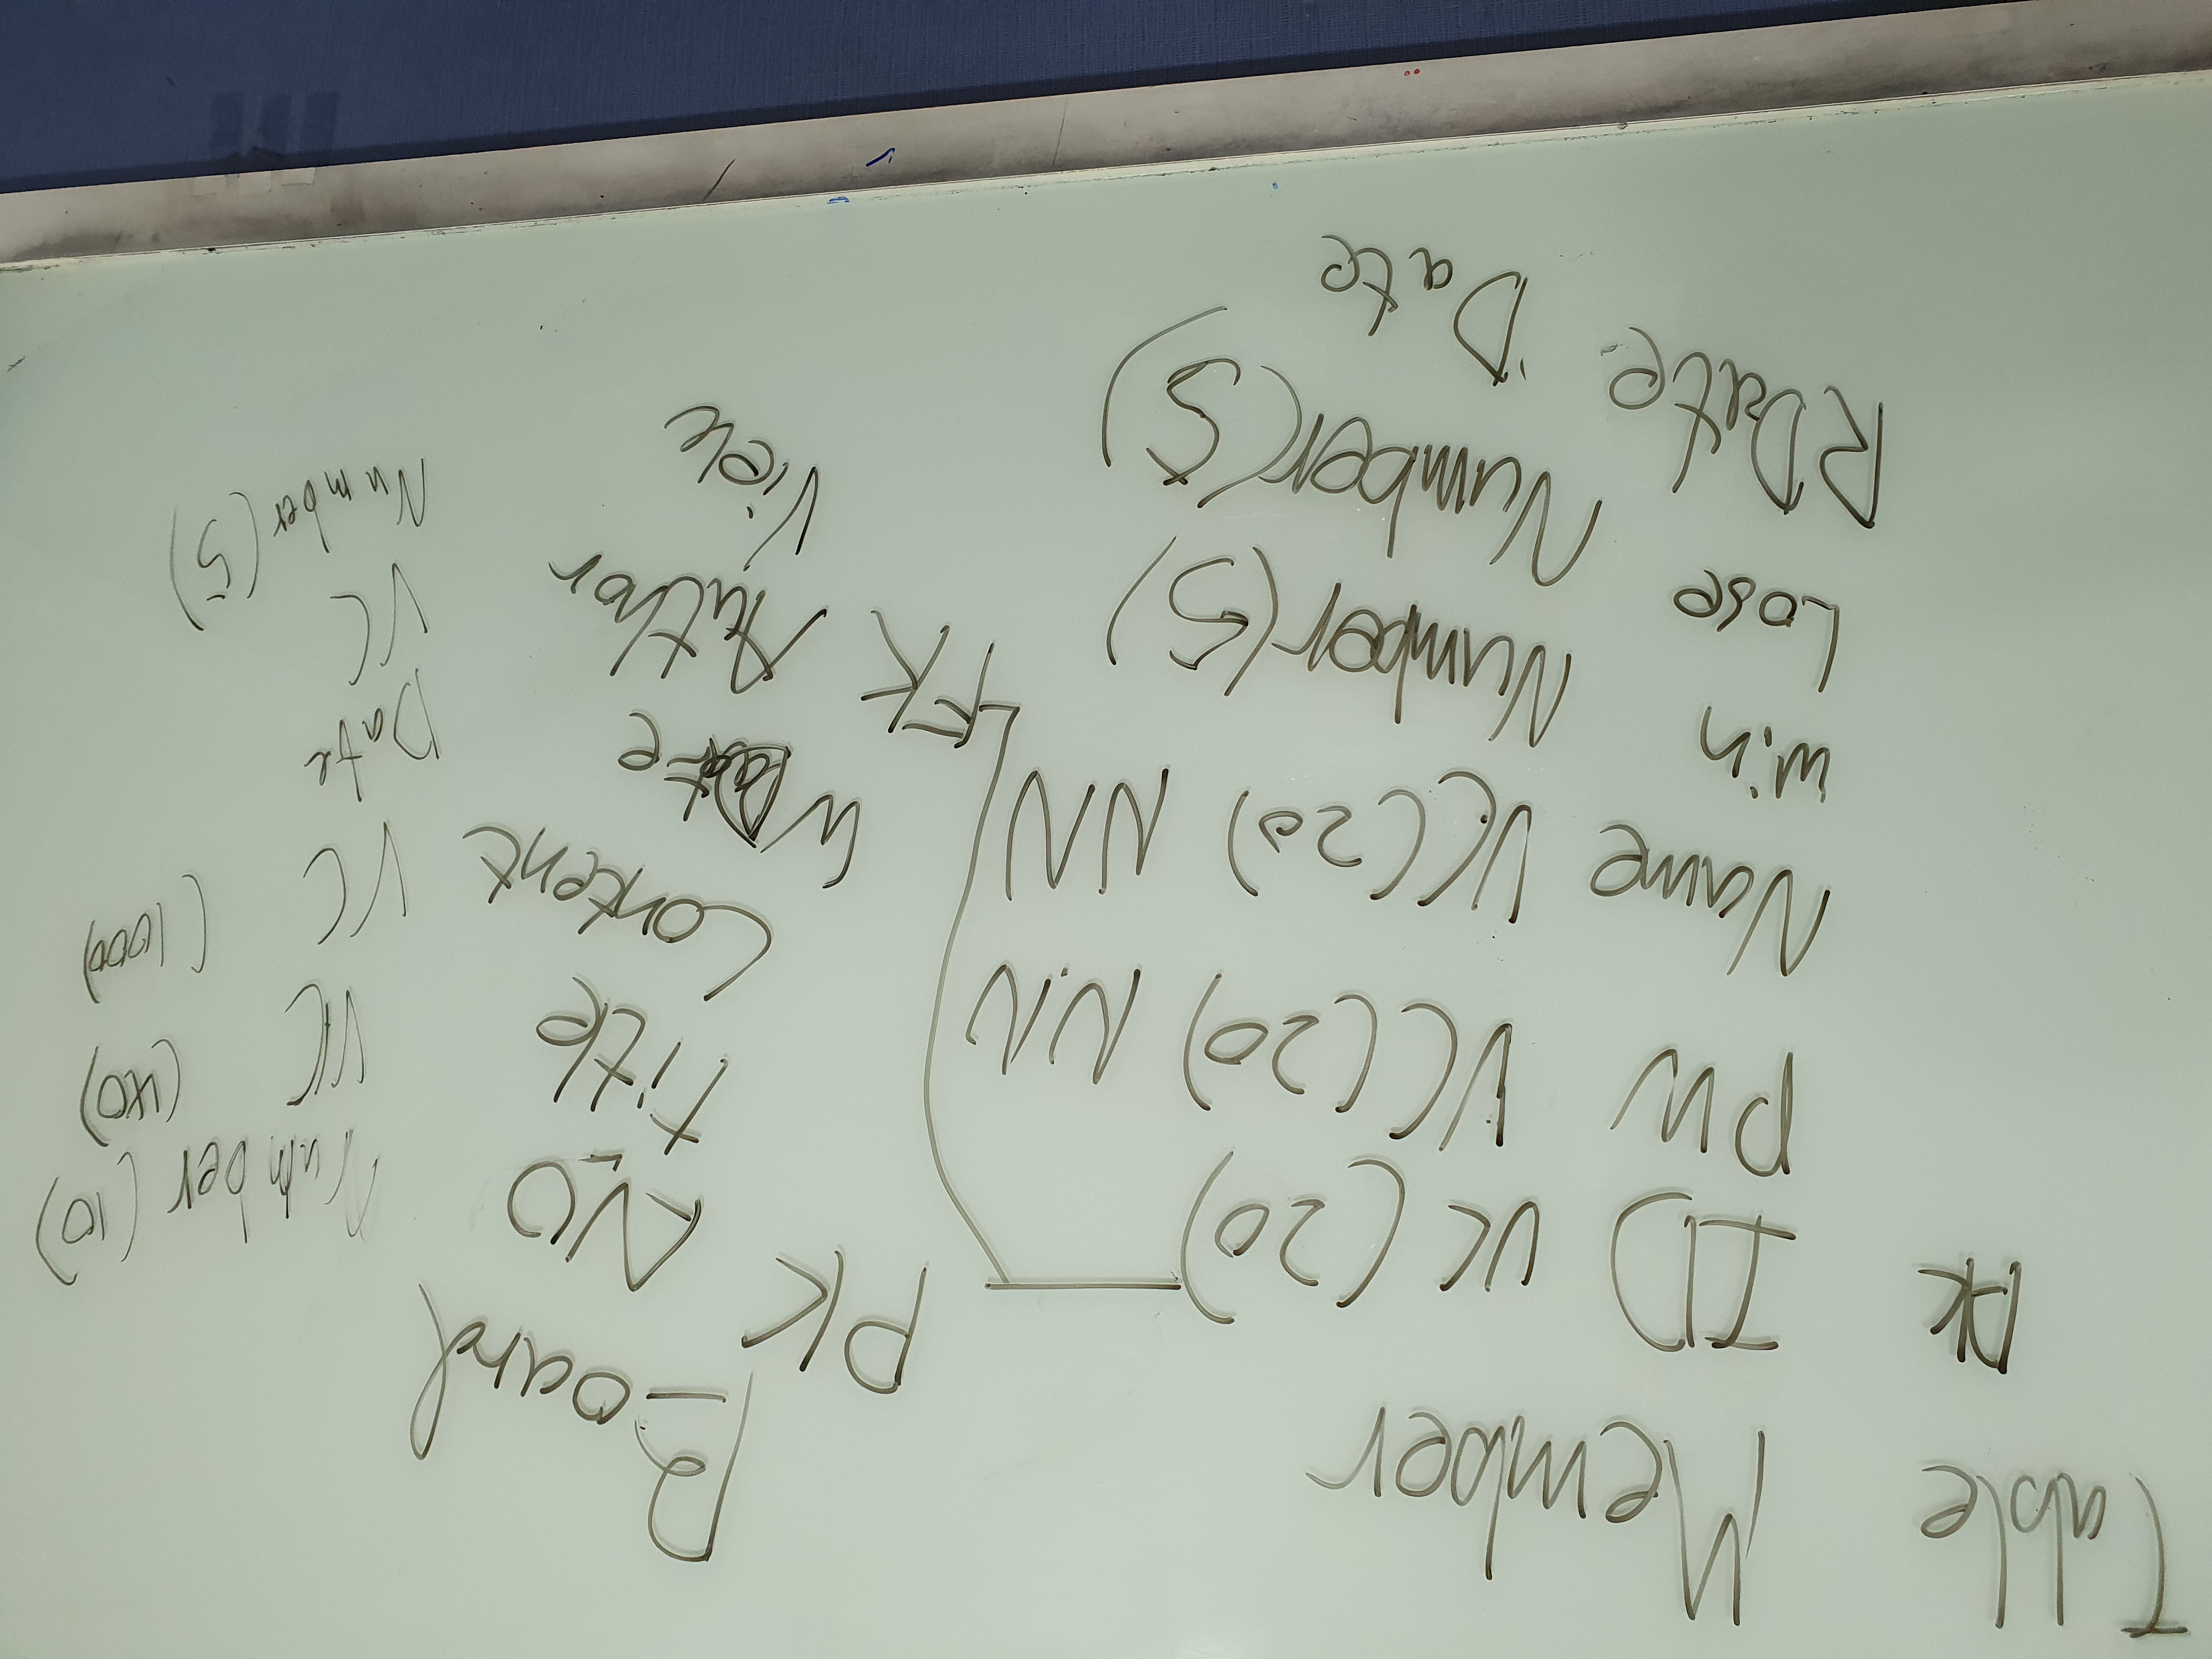 Table Member
PK ID VC (20)
PW VC (20) N.N
Name VC (20) NN
win Number (5)
Lose Number (5)
RDate Date
Board
PK NO Number (10)
Title VC (40)
Content VC (1000)
WDate Date
FK Author VC
View Number (5)